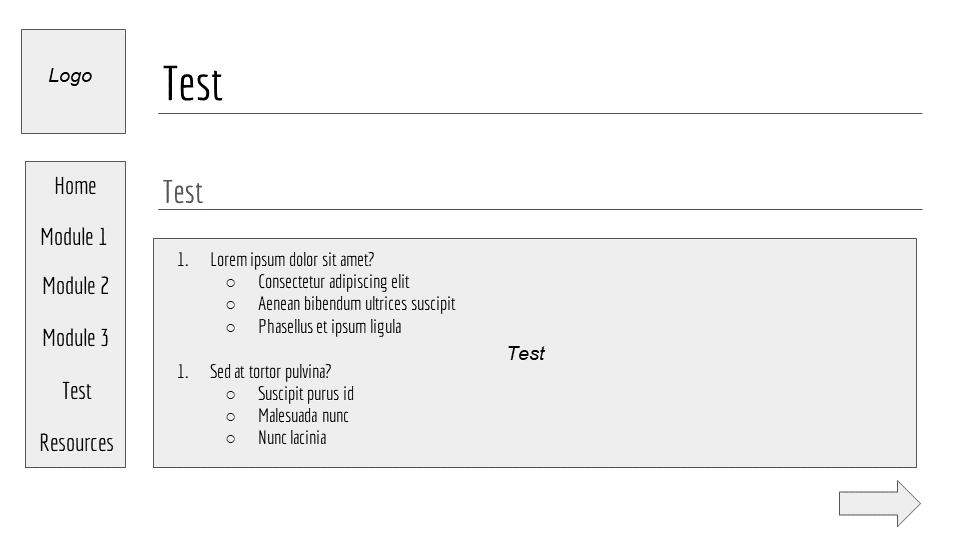 Logo
Test
Home
Module 1
Module 2
Module 3
Test
Resources
Test
1. Lorem ipsum dolor sit amet?
○ Consectetur adipiscing elit
○ Aenean bibendum ultrices suscipit
○ Phasellus et ipsum ligula
Test
1. Sed at tortor pulvina?
○ Suscipit purus id
○ Malesuada nunc
○ Nunc lacinia